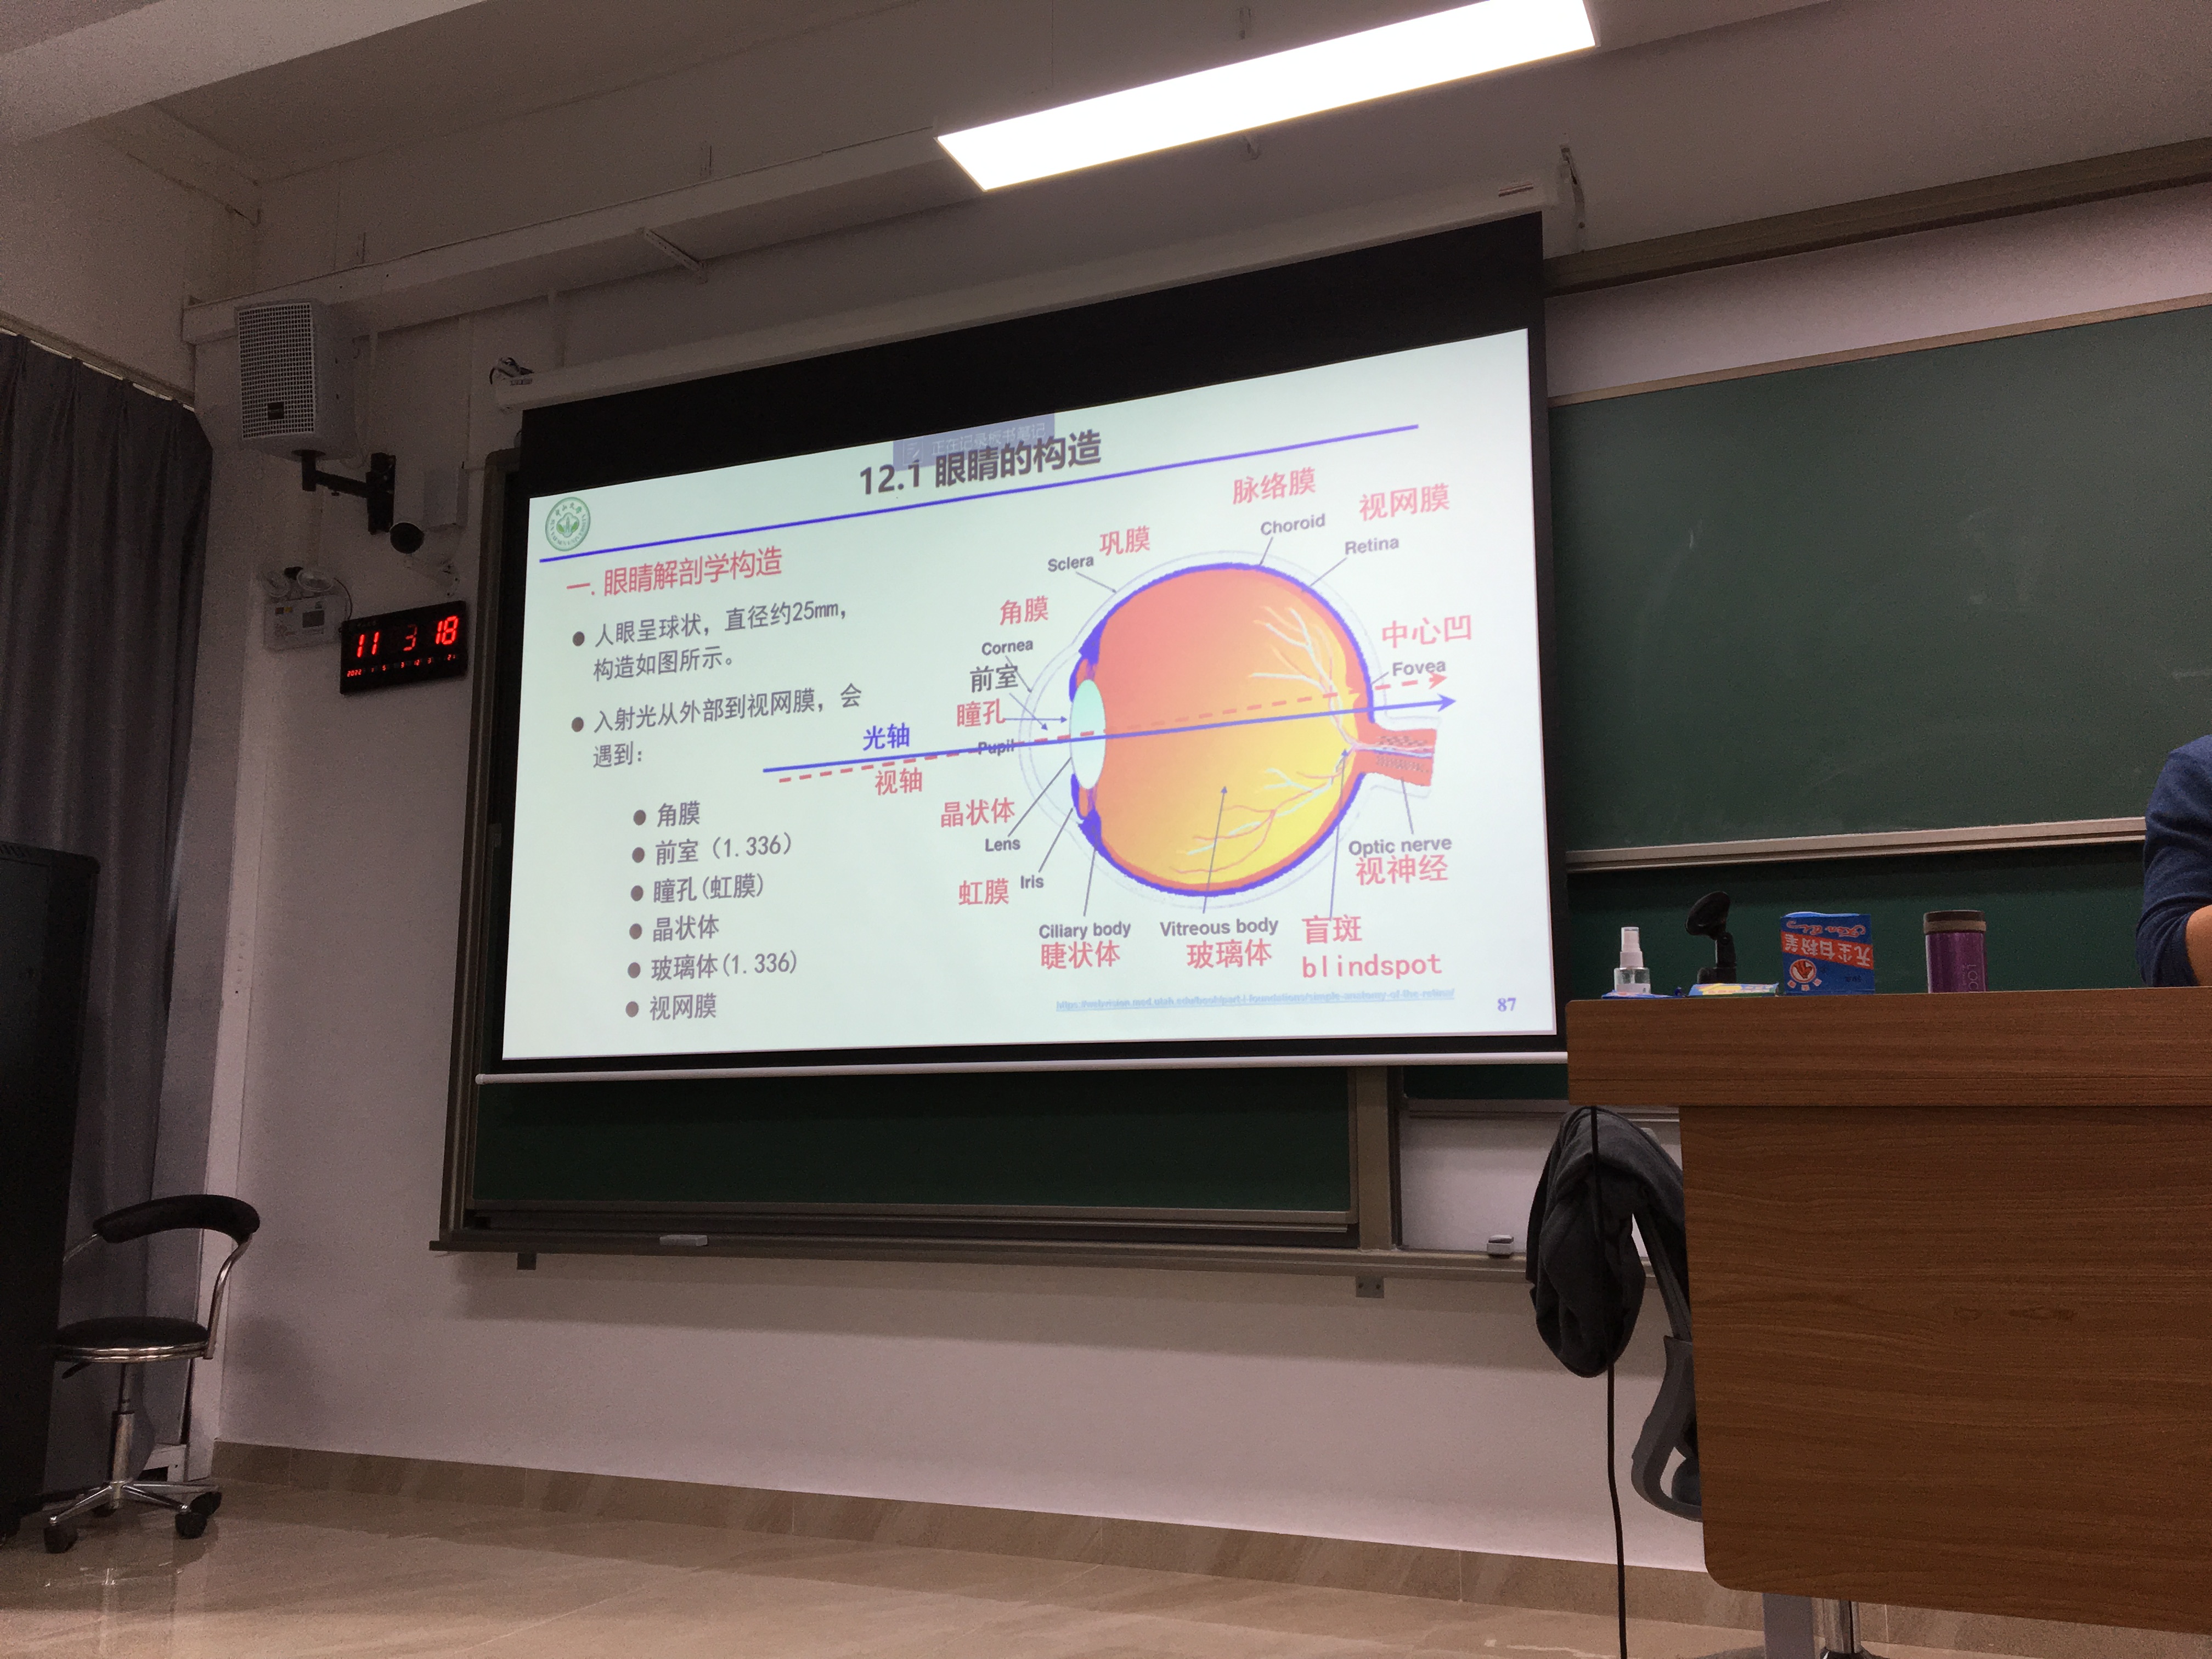 正在记录板书笔记
12.1 眼睛的构造
一. 眼睛解剖学构造
● 人眼呈球状，直径约25mm，
构造如图所示。
● 入射光从外部到视网膜，会
遇到：
● 角膜
● 前室（1.336）
● 瞳孔(虹膜)
● 晶状体
● 玻璃体(1.336)
● 视网膜
脉络膜
Choroid
视网膜
Retina
巩膜
Sclera
角膜
Cornea
前室
瞳孔
Pupil
光轴
视轴
中心凹
Fovea
晶状体
Lens
虹膜
Iris
Ciliary body
睫状体
Vitreous body
玻璃体
Optic nerve
视神经
盲斑
blindspot
87
11 3 18
2022
无尘白粉笔